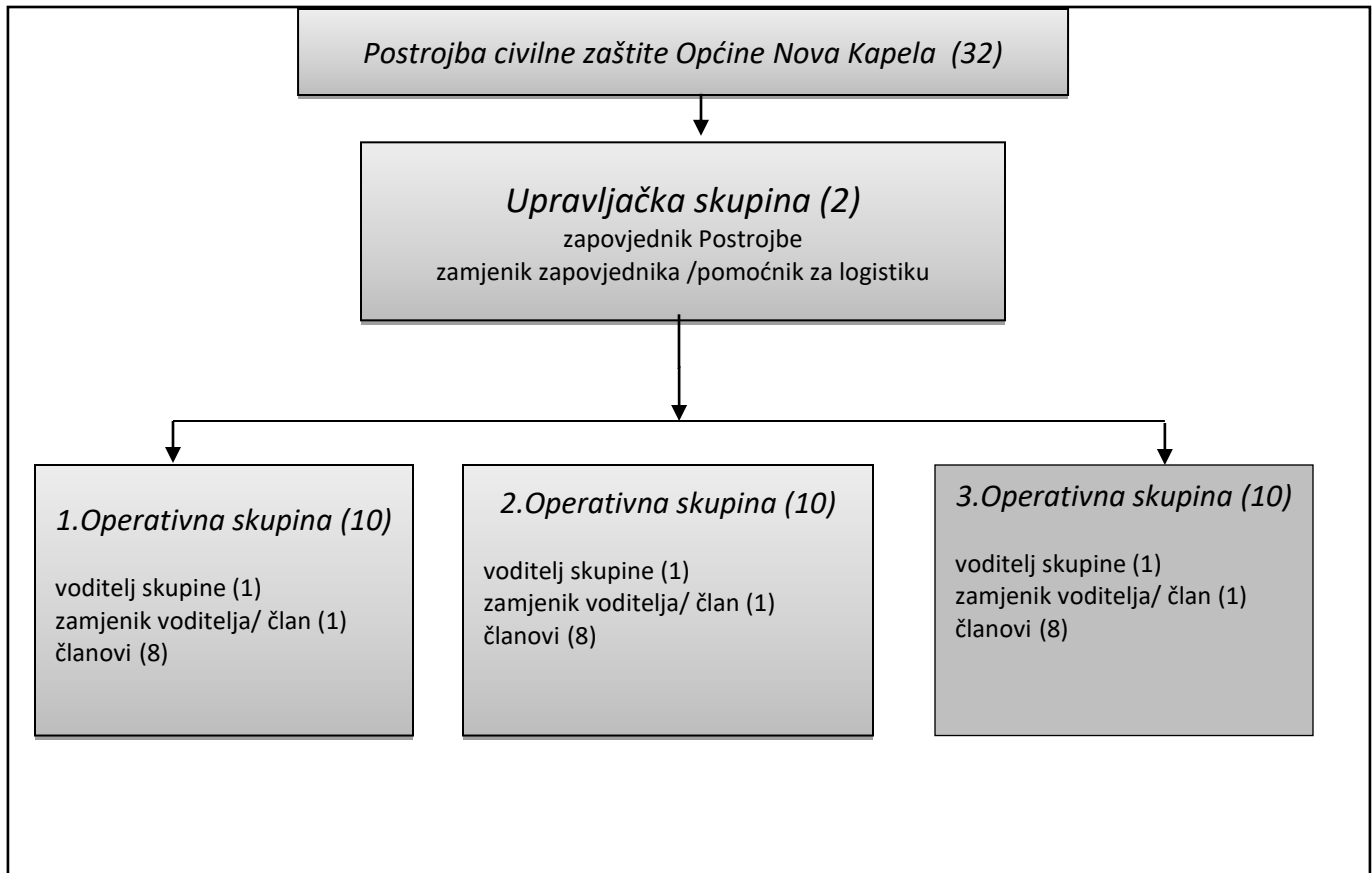 Postrojba civilne zaštite Općine Nova Kapela (32)
Upravljačka skupina (2)
zapovjednik Postrojbe
zamjenik zapovjednika /pomoćnik za logistiku
1.Operativna skupina (10)
voditelj skupine (1)
zamjenik voditelja/ član (1)
članovi (8)
2.Operativna skupina (10)
voditelj skupine (1)
zamjenik voditelja/ član (1)
članovi (8)
3.Operativna skupina (10)
voditelj skupine (1)
zamjenik voditelja/ član (1)
članovi (8)